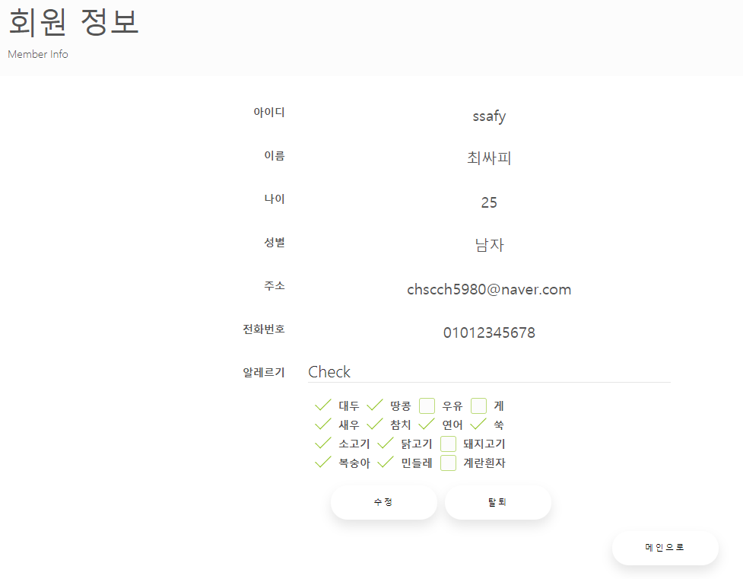 회원 정보
Member Info
아이디 ssafy
이름 최싸피
나이 25
성별 남자
주소 chscch5980@naver.com
전화번호 01012345678
알레르기 Check
대두 땅콩 우유 게
새우 참치 연어 쑥
소고기 닭고기 돼지고기
복숭아 민들레 계란흰자
수정 탈퇴
메인으로